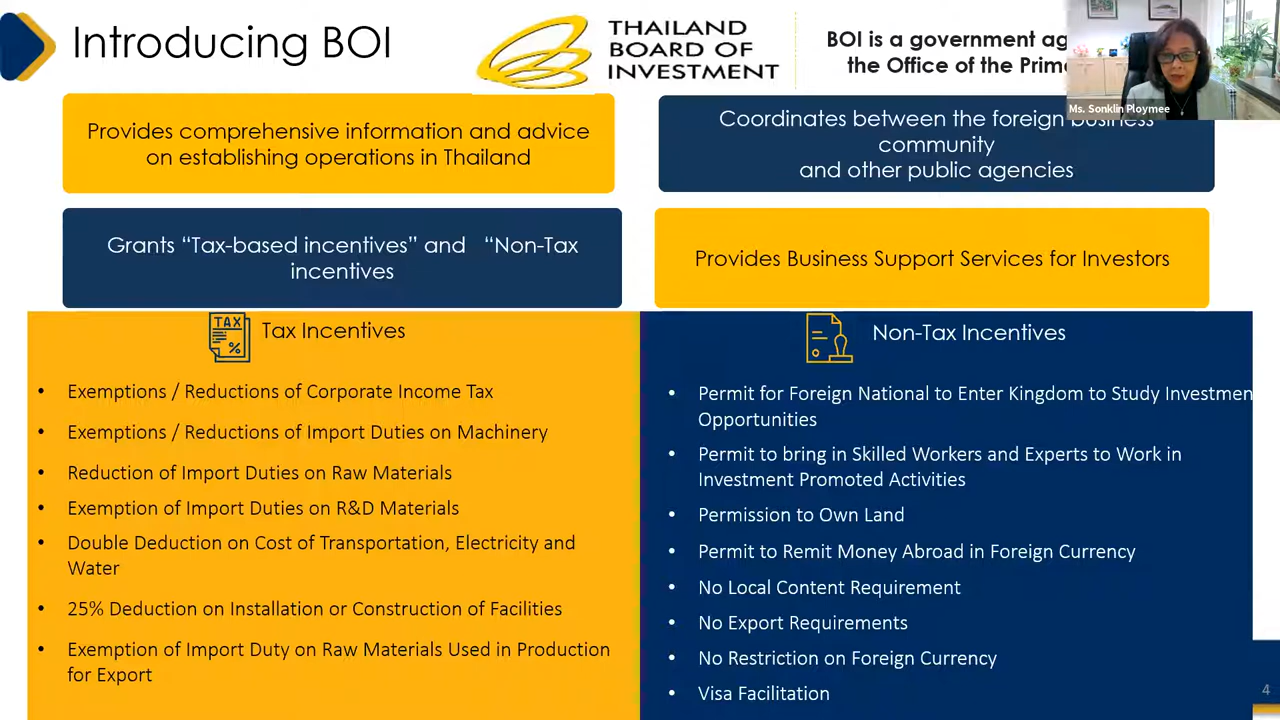 Introducing BOI
THAILAND
BOARD OF
INVESTMENT
BOI is a government
the Office of the
Ms. Sonklin Ploymee
Provides comprehensive information and advice
on establishing operations in Thailand
Coordinates between the foreign business
community
and other public agencies
Grants “Tax-based incentives” and “Non-Tax
incentives
Provides Business Support Services for Investors
TAX
%
Tax Incentives
• Exemptions / Reductions of Corporate Income Tax
• Exemptions / Reductions of Import Duties on Machinery
• Reduction of Import Duties on Raw Materials
• Exemption of Import Duties on R&D Materials
• Double Deduction on Cost of Transportation, Electricity and
Water
• 25% Deduction on Installation or Construction of Facilities
• Exemption of Import Duty on Raw Materials Used in Production
for Export
Non-Tax Incentives
• Permit for Foreign National to Enter Kingdom to Study Investmen
Opportunities
• Permit to bring in Skilled Workers and Experts to Work in
Investment Promoted Activities
• Permission to Own Land
• Permit to Remit Money Abroad in Foreign Currency
• No Local Content Requirement
• No Export Requirements
• No Restriction on Foreign Currency
• Visa Facilitation
4